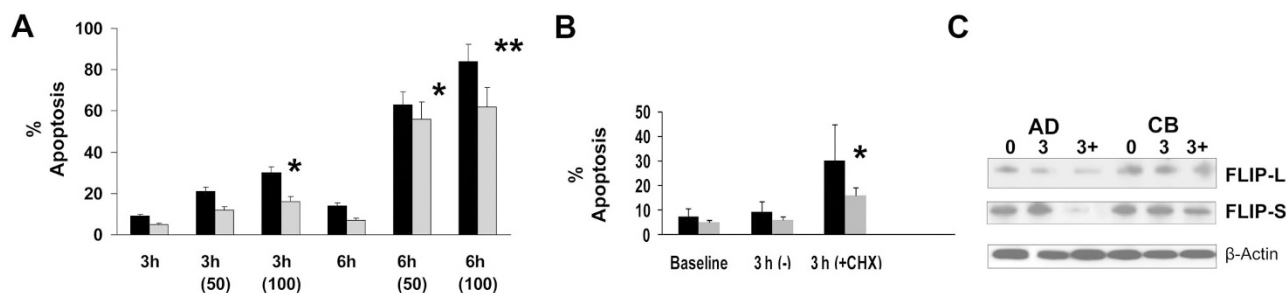 A
%
Apoptosis
100
80
60
40
20
0
*
*
**
3h 3h 3h 6h 6h 6h
(50) (100) (50) (100)
B
%
Apoptosis
50
40
30
20
10
0
*
Baseline 3 h (-) 3 h (+CHX)
C
AD CB
0 3 3+ 0 3 3+
FLIP-L
FLIP-S
β-Actin